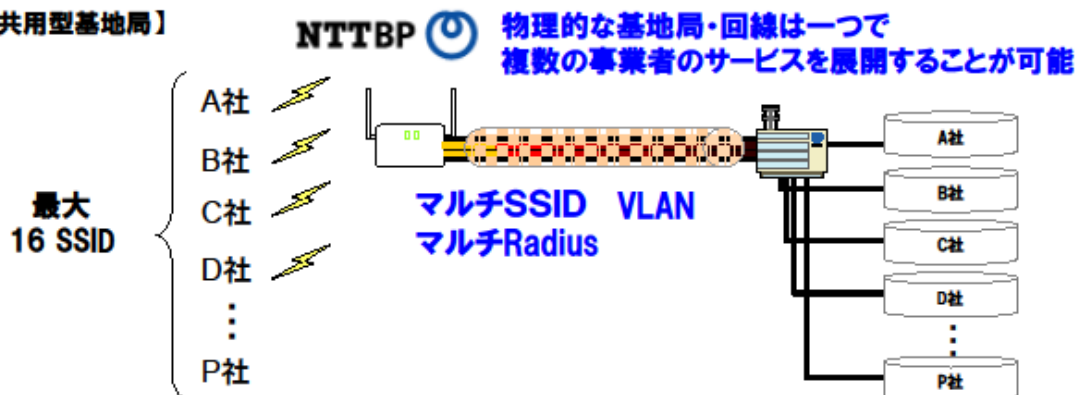 共用型基地局】
NTTBP
物理的な基地局・回線は一つで
複数の事業者のサービスを展開することが可能
最大
16 SSID
A社
B社
C社
D社
⋮
P社
マルチSSID VLAN
マルチRadius
A社
B社
C社
D社
⋮
P社